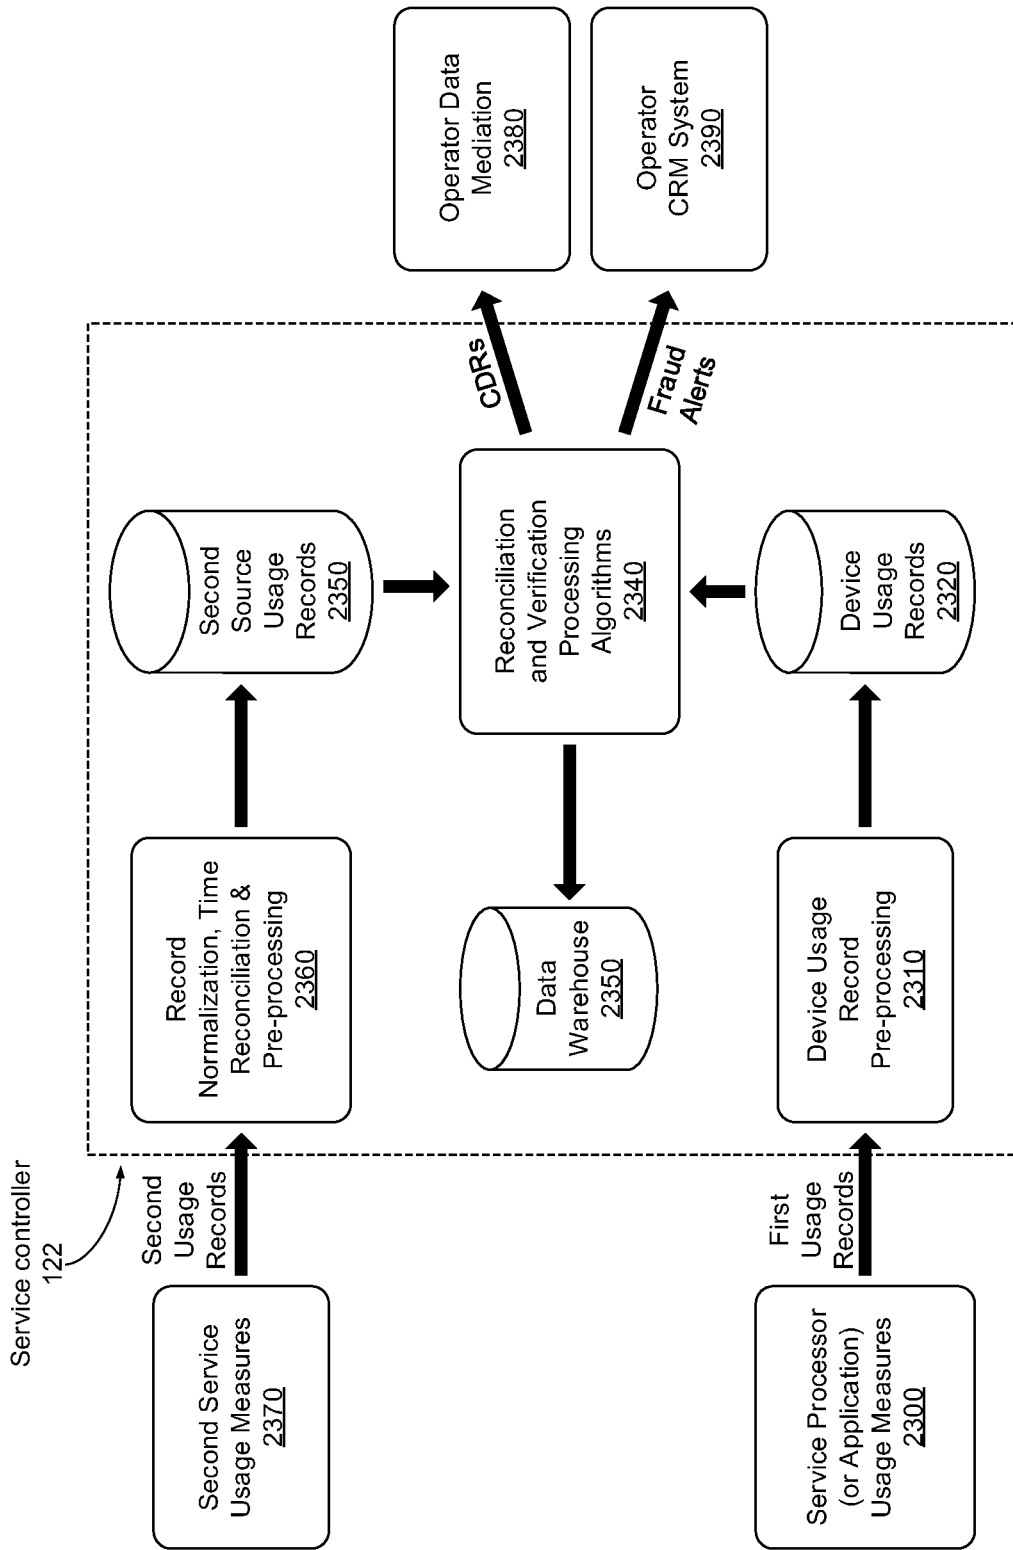 Service controller
122
Second Service
Usage Measures
2370
Second
Usage
Records
Record
Normalization, Time
Reconciliation &
Pre-processing
2360
Second
Source
Usage
Records
2350
Data
Warehouse
2350
Reconciliation
and Verification
Processing
Algorithms
2340
CDRs
Operator Data
Mediation
2380
Fraud
Alerts
Operator
CRM System
2390
Service Processor
(or Application)
Usage Measures
2300
First
Usage
Records
Device Usage
Record
Pre-processing
2310
Device
Usage
Records
2320